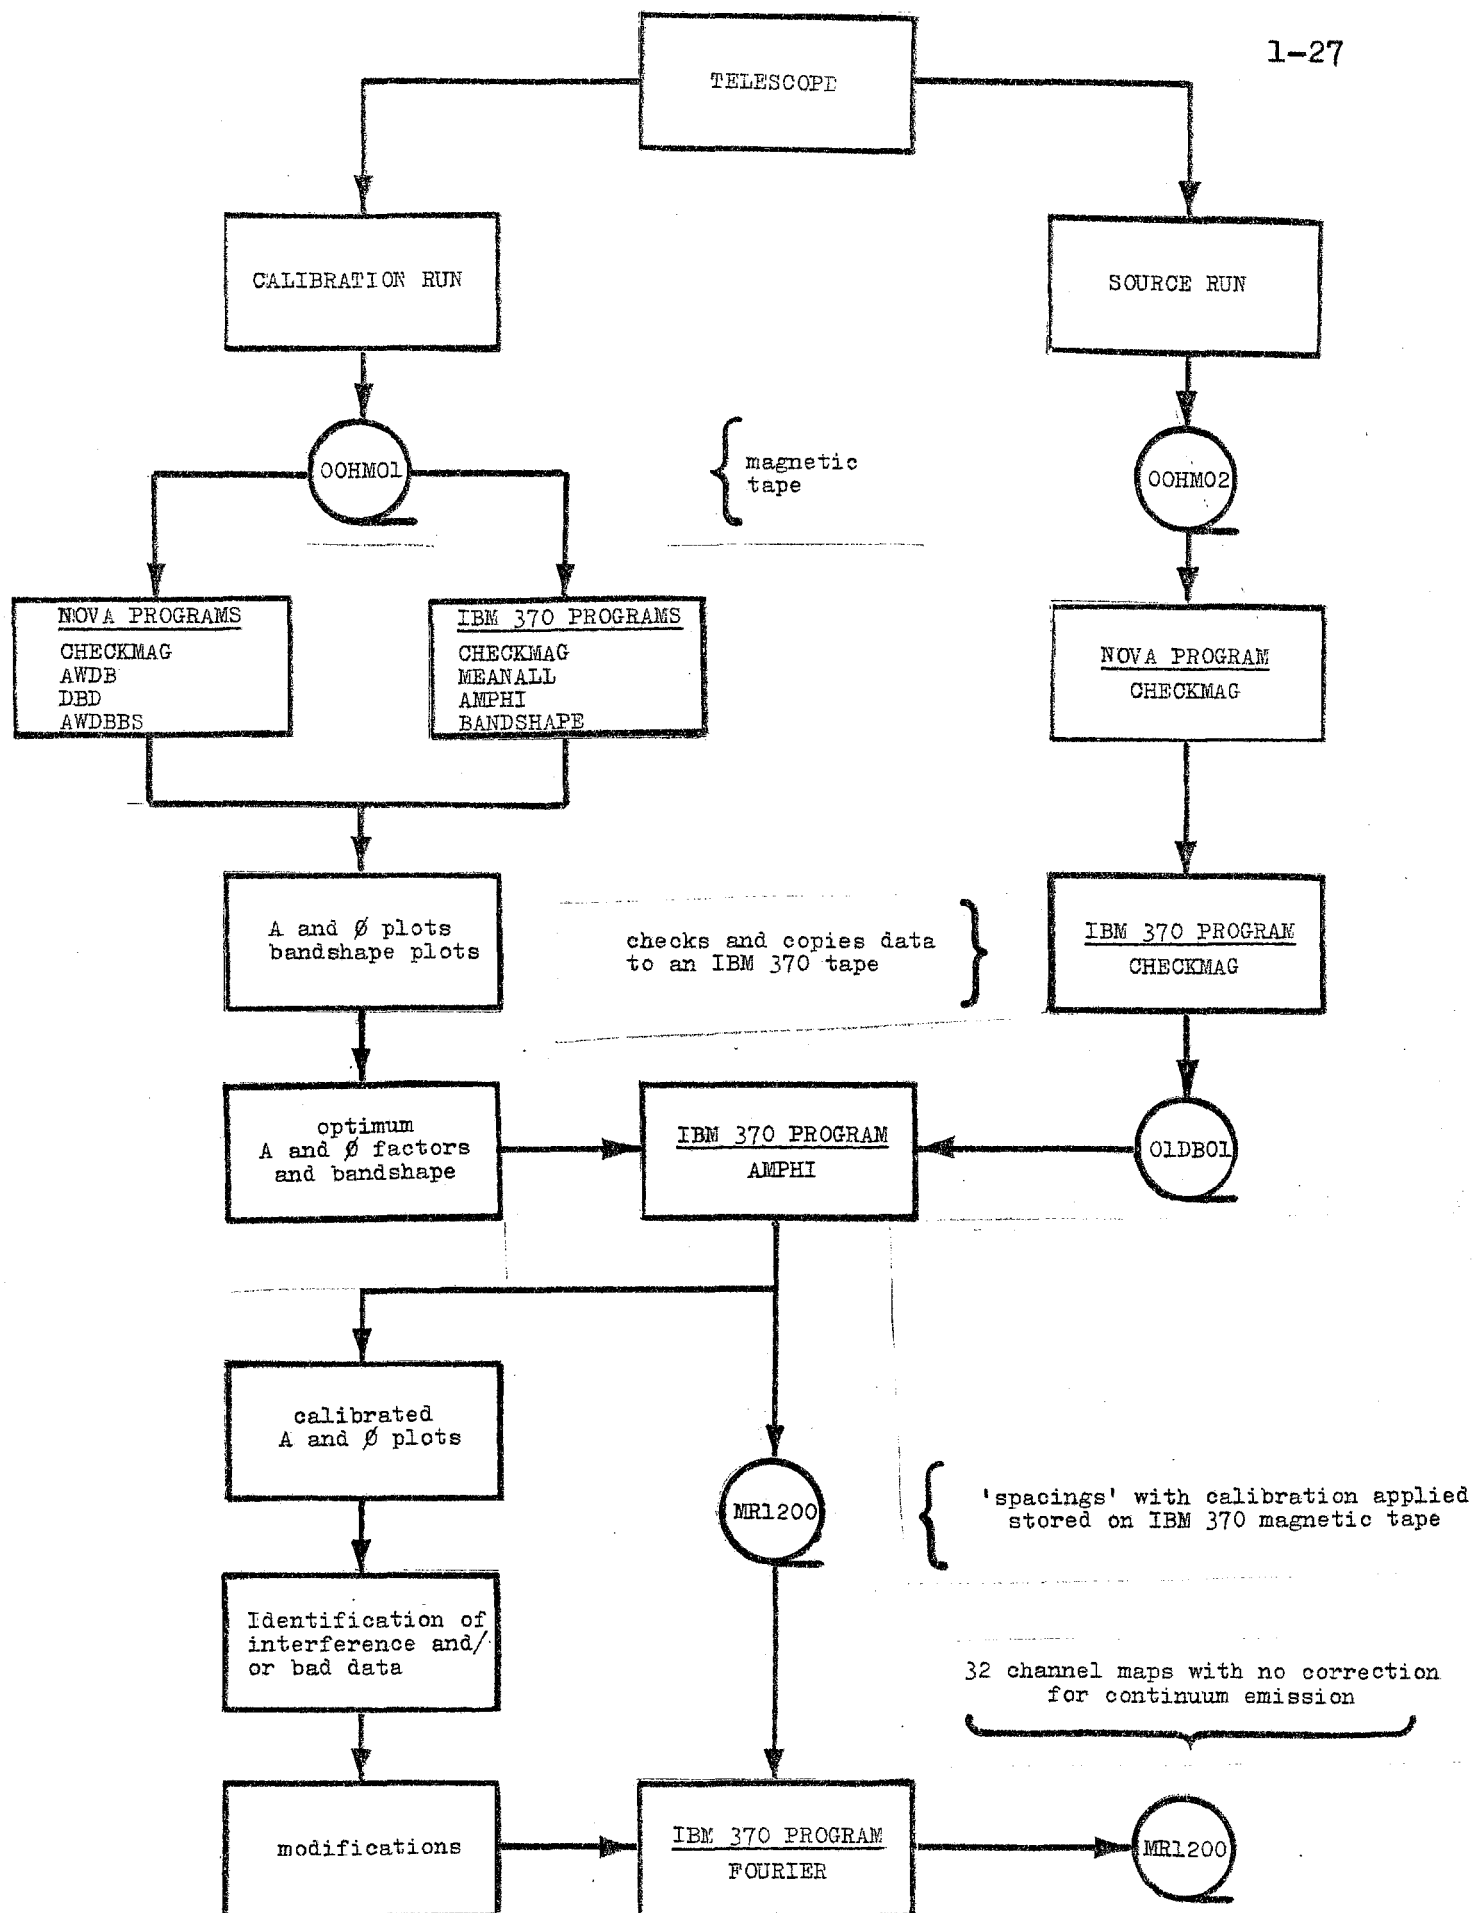 1-27
TELESCOPE
CALIBRATION RUN
SOURCE RUN
OOHMO1
magnetic
tape
OOHMO2
NOVA PROGRAMS
CHECKMAG
AWDB
DBD
AWDBBS
IBM 370 PROGRAMS
CHECKMAG
MEANALL
AMPHI
BANDSHAPE
NOVA PROGRAM
CHECKMAG
A and Ø plots
bandshape plots
checks and copies data
to an IBM 370 tape
IBM 370 PROGRAM
CHECKMAG
optimum
A and Ø factors
and bandshape
IBM 370 PROGRAM
AMPHI
O1DBO1
calibrated
A and Ø plots
MR1200
'spacings' with calibration applied
stored on IBM 370 magnetic tape
Identification of
interference and/
or bad data
32 channel maps with no correction
for continuum emission
modifications
IBM 370 PROGRAM
FOURIER
MR1200